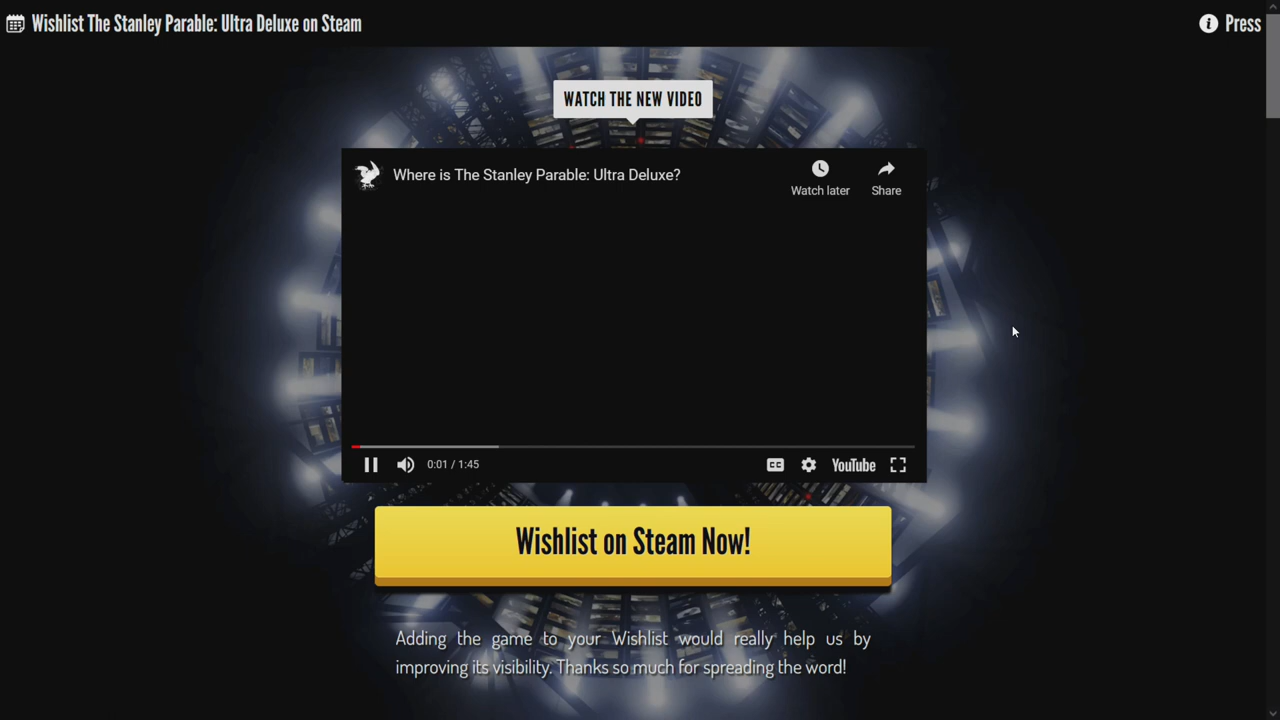 Wishlist The Stanley Parable: Ultra Deluxe on Steam
Press
WATCH THE NEW VIDEO
Where is The Stanley Parable: Ultra Deluxe?
Watch later
Share
0:01 / 1:45
CC
YouTube
Wishlist on Steam Now!
Adding the game to your Wishlist would really help us by
improving its visibility. Thanks so much for spreading the word!